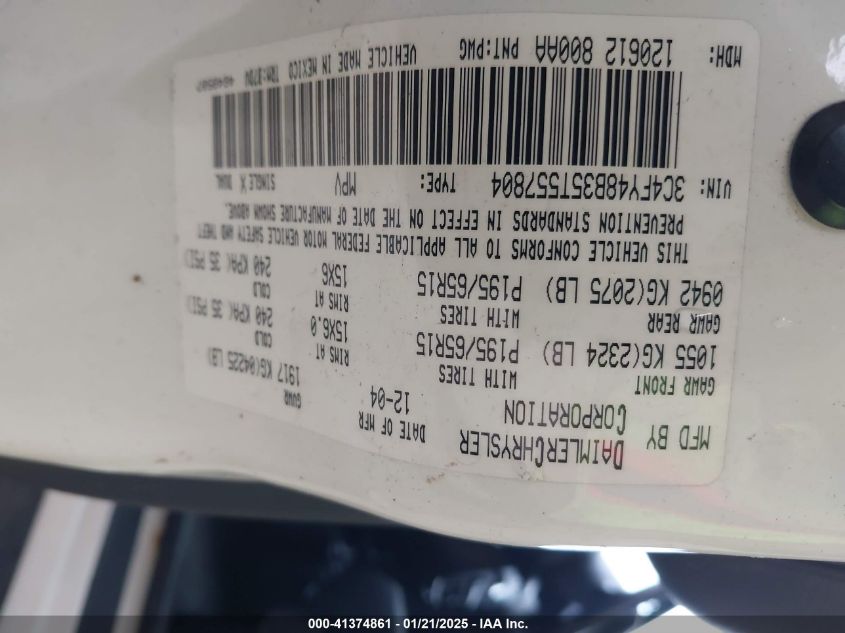 MFD BY DAIMLERCHRYSLER CORPORATION
DATE OF MFR 12-04
GVWR 1917 KG(04225 LB)
GAWR FRONT 1055 KG(2324 LB)
WITH TIRES P195/65R15
RIMS AT 15X6.0
COLD 240 KPA( 35 PSI)
GAWR REAR 0942 KG(2075 LB)
WITH TIRES P195/65R15
RIMS AT 15X6
COLD 240 KPA( 35 PSI)
THIS VEHICLE CONFORMS TO ALL APPLICABLE FEDERAL MOTOR VEHICLE SAFETY AND THEFT
PREVENTION STANDARDS IN EFFECT ON THE DATE OF MANUFACTURE SHOWN ABOVE.
VIN: 3C4FY48B35T557804 TYPE: MPV SINGLE X DUAL
MDH: 120612 800AA PNT:PWG VEHICLE MADE IN MEXICO TRM:B7D4
000-41374861 - 01/21/2025 - IAA Inc.